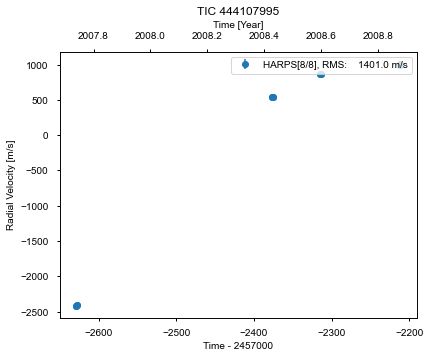 TIC 444107995
Time [Year]
2007.8 2008.0 2008.2 2008.4 2008.6 2008.8
HARPS[8/8], RMS: 1401.0 m/s
1000
500
0
−500
−1000
−1500
−2000
−2500
Radial Velocity [m/s]
−2600 −2500 −2400 −2300 −2200
Time - 2457000